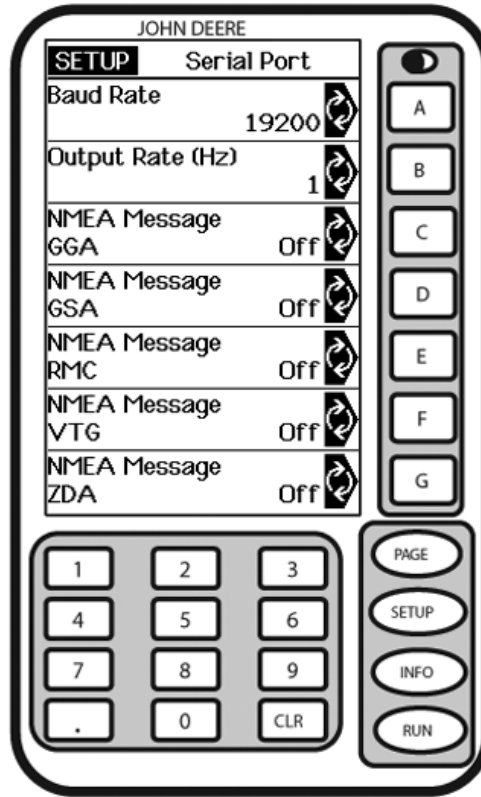 JOHN DEERE
SETUP Serial Port
Baud Rate
19200
A
Output Rate (Hz)
1
B
NMEA Message
GGA Off
C
NMEA Message
GSA Off
D
NMEA Message
RMC Off
E
NMEA Message
VTG Off
F
NMEA Message
ZDA Off
G
1 2 3
4 5 6
7 8 9
. 0 CLR
PAGE
SETUP
INFO
RUN